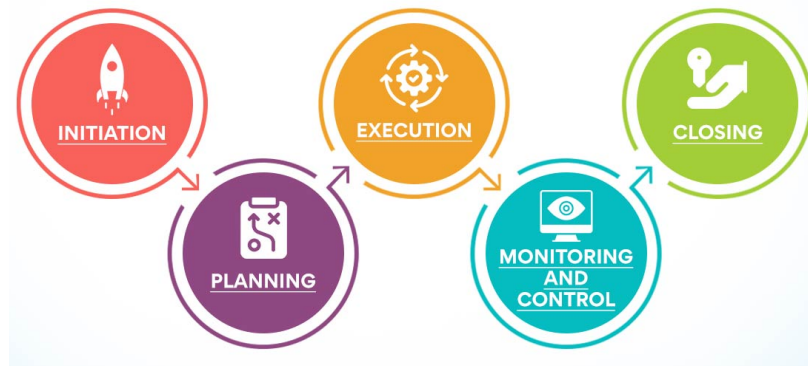 INITIATION
PLANNING
EXECUTION
MONITORING
AND
CONTROL
CLOSING